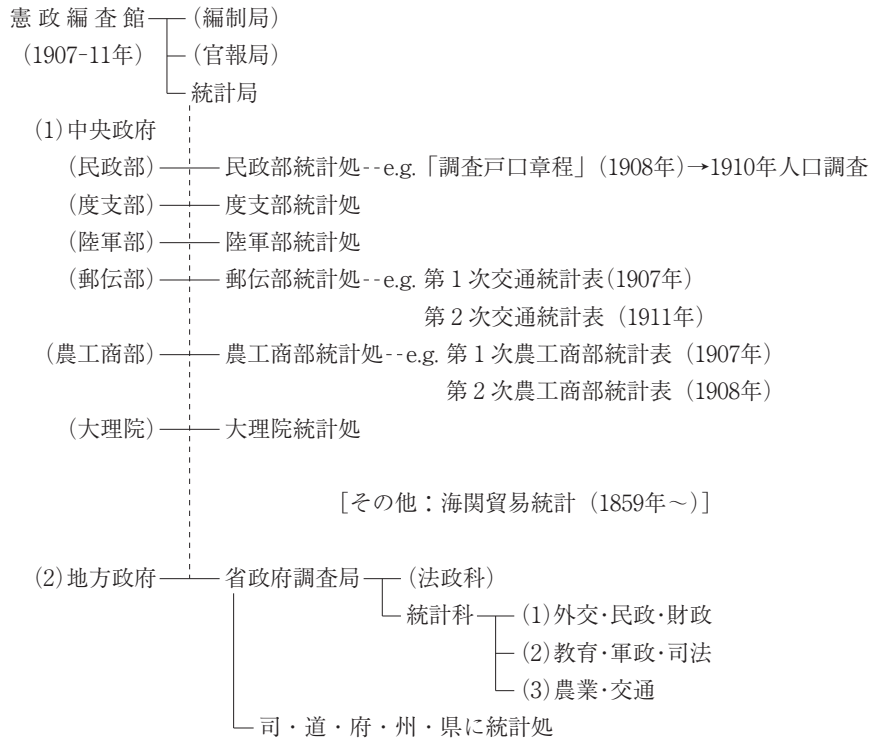 憲政編査館 (編制局)
(1907-11年) (官報局)
統計局
(1)中央政府
(民政部) 民政部統計処--e.g.「調査戸口章程」(1908年)→1910年人口調査
(度支部) 度支部統計処
(陸軍部) 陸軍部統計処
(郵伝部) 郵伝部統計処--e.g. 第1次交通統計表(1907年)
第2次交通統計表 (1911年)
(農工商部) 農工商部統計処--e.g. 第1次農工商部統計表 (1907年)
第2次農工商部統計表 (1908年)
(大理院) 大理院統計処
[その他：海関貿易統計 (1859年～)]
(2)地方政府 省政府調査局 (法政科)
統計科 (1)外交・民政・財政
(2)教育・軍政・司法
(3)農業・交通
司・道・府・州・県に統計処